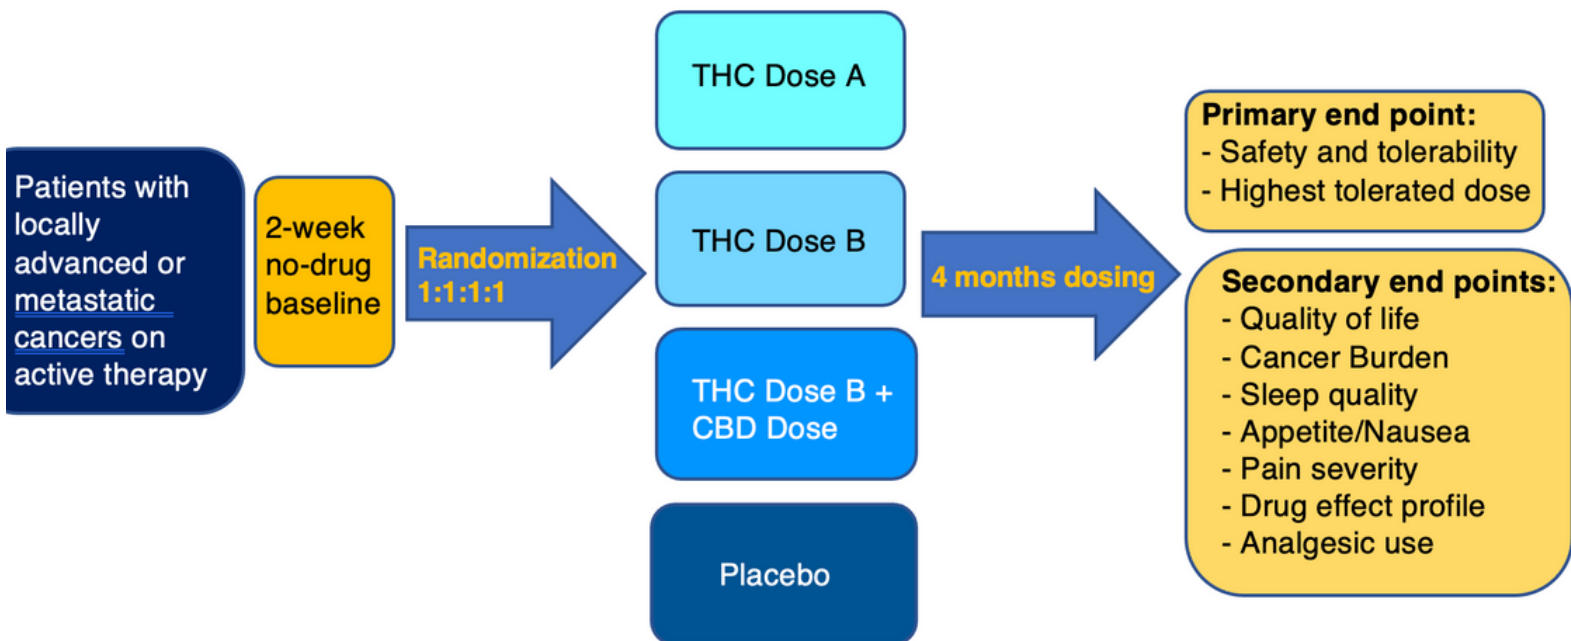 Patients with
locally
advanced or
metastatic
cancers on
active therapy
2-week
no-drug
baseline
Randomization
1:1:1:1
THC Dose A
THC Dose B
THC Dose B +
CBD Dose
Placebo
4 months dosing
Primary end point:
- Safety and tolerability
- Highest tolerated dose
Secondary end points:
- Quality of life
- Cancer Burden
- Sleep quality
- Appetite/Nausea
- Pain severity
- Drug effect profile
- Analgesic use